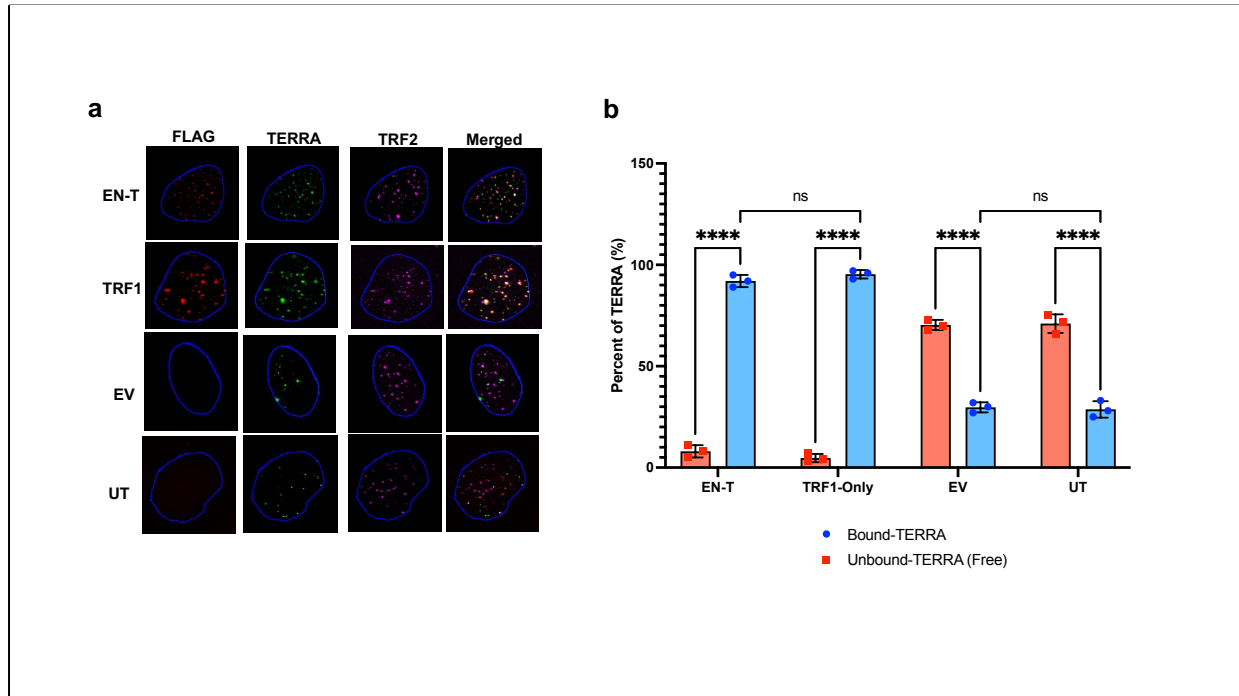 a
FLAG TERRA TRF2 Merged
EN-T
TRF1
EV
UT
b
Percent of TERRA (%)
150
100
50
0
ns ns
**** **** **** ****
EN-T TRF1-Only EV UT
Bound-TERRA
Unbound-TERRA (Free)